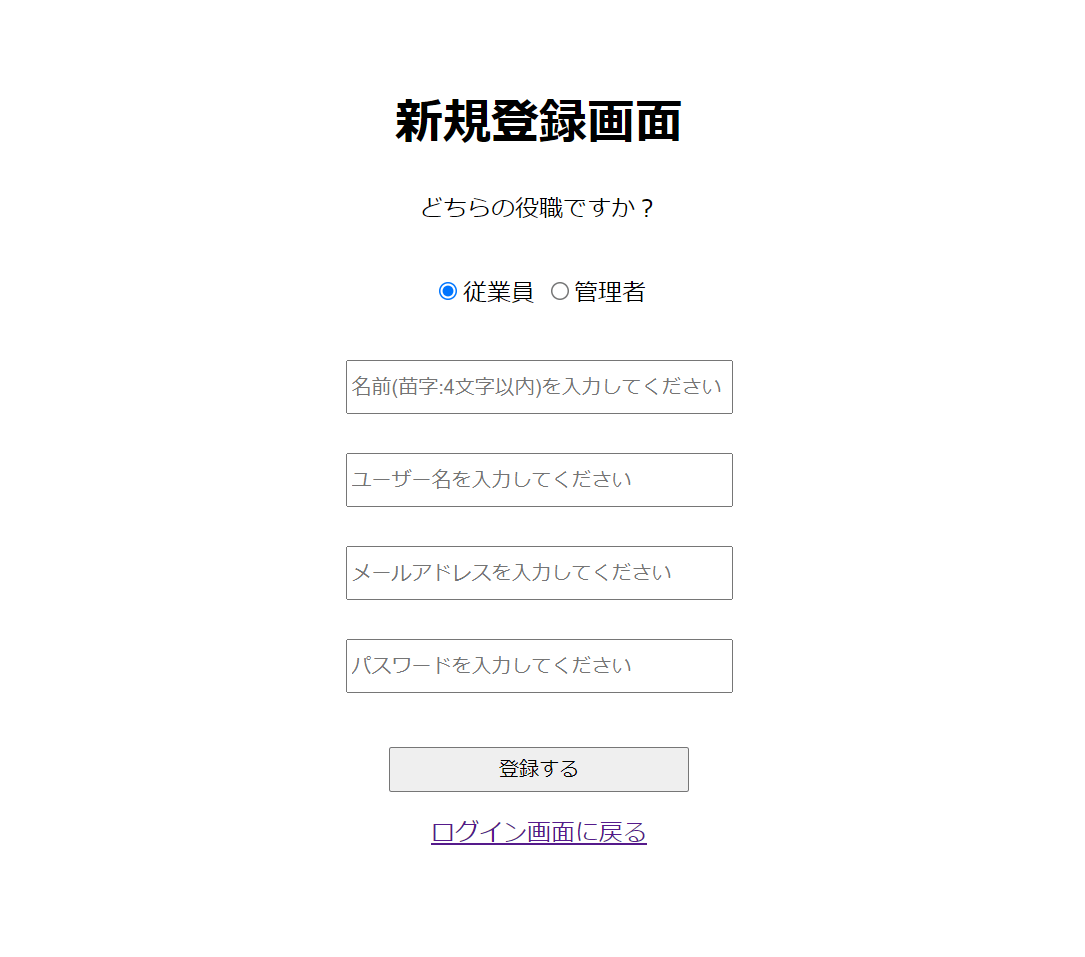 新規登録画面
どちらの役職ですか？
従業員 管理者
名前(苗字:4文字以内)を入力してください
ユーザー名を入力してください
メールアドレスを入力してください
パスワードを入力してください
登録する
ログイン画面に戻る